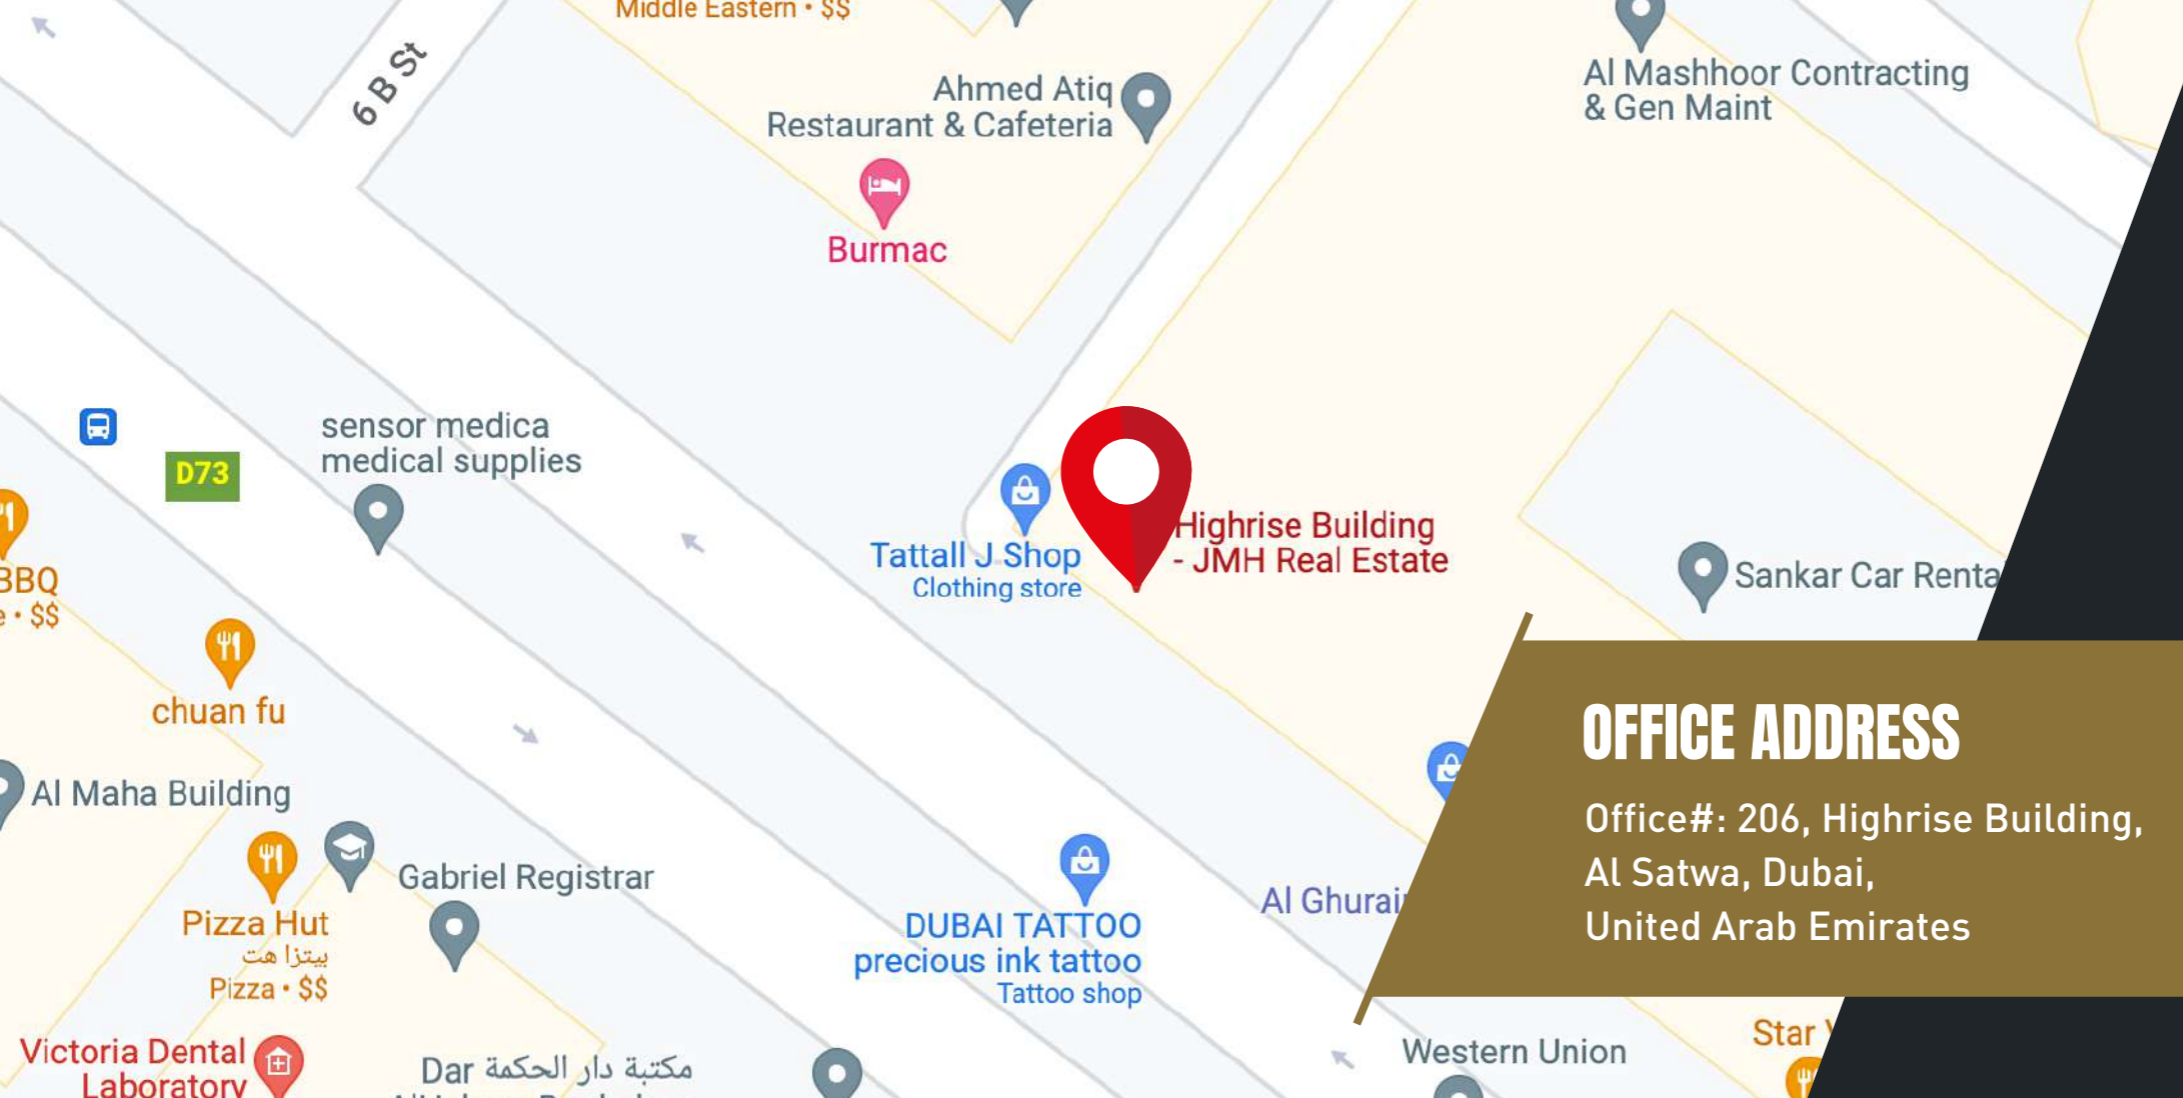 Middle Eastern • $$
6 B St
Ahmed Atiq
Restaurant & Cafeteria
Al Mashhoor Contracting
& Gen Maint
Burmac
sensor medica
medical supplies
D73
Tattall J Shop
Clothing store
Highrise Building
- JMH Real Estate
Sankar Car Renta
BBQ
• $$
chuan fu
Al Maha Building
Gabriel Registrar
Pizza Hut
بيتزا هت
Pizza • $$
DUBAI TATTOO
precious ink tattoo
Tattoo shop
Al Ghurair
OFFICE ADDRESS
Office#: 206, Highrise Building,
Al Satwa, Dubai,
United Arab Emirates
Victoria Dental
Laboratory
Dar مكتبة دار الحكمة
Western Union
Star